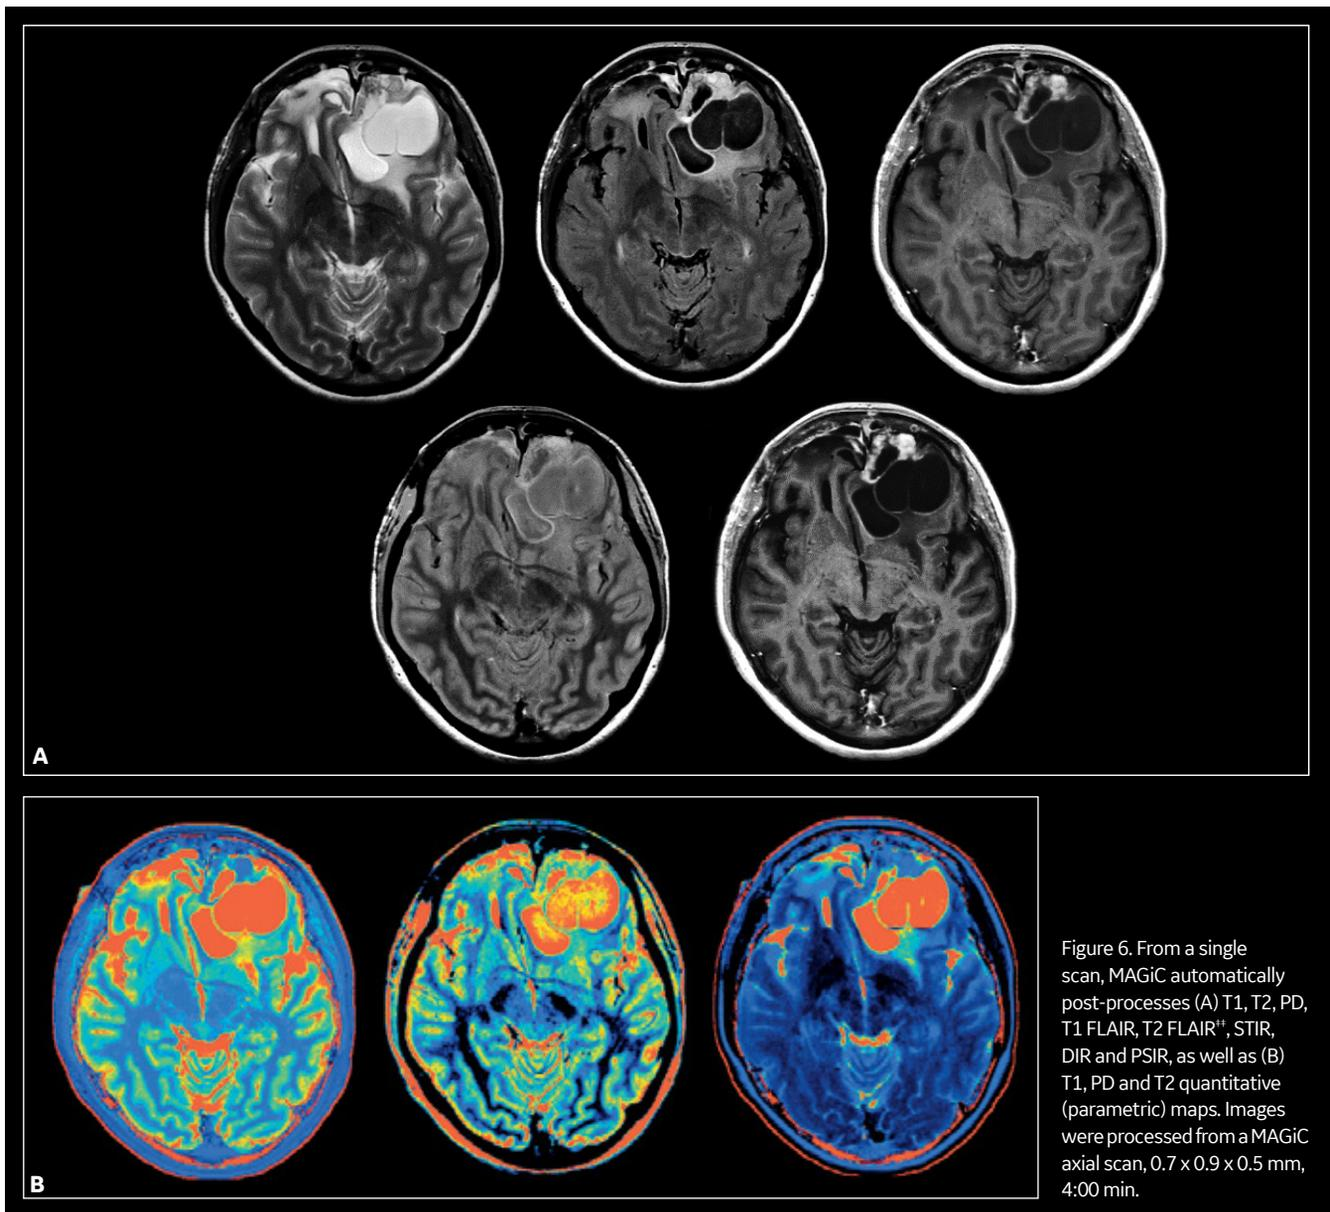 A
B
Figure 6. From a single
scan, MAGiC automatically
post-processes (A) T1, T2, PD,
T1 FLAIR, T2 FLAIR‡‡, STIR,
DIR and PSIR, as well as (B)
T1, PD and T2 quantitative
(parametric) maps. Images
were processed from a MAGiC
axial scan, 0.7 x 0.9 x 0.5 mm,
4:00 min.